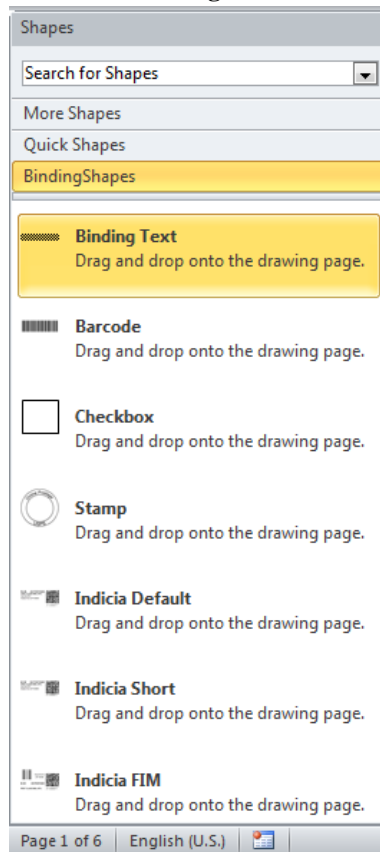 Shapes
Search for Shapes
More Shapes
Quick Shapes
BindingShapes
Binding Text
Drag and drop onto the drawing page.
Barcode
Drag and drop onto the drawing page.
Checkbox
Drag and drop onto the drawing page.
Stamp
Drag and drop onto the drawing page.
Indicia Default
Drag and drop onto the drawing page.
Indicia Short
Drag and drop onto the drawing page.
Indicia FIM
Drag and drop onto the drawing page.
Page 1 of 6 English (U.S.)